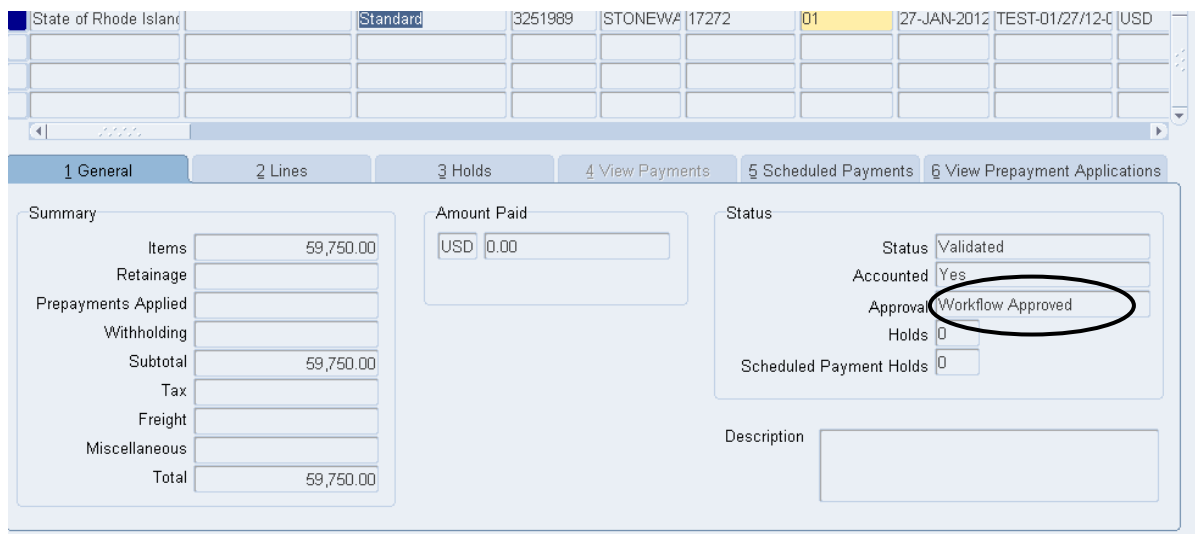 State of Rhode Island Standard 3251989 STONEWA 17272 01 27-JAN-2012 TEST-01/27/12-0 USD
1 General 2 Lines 3 Holds 4 View Payments 5 Scheduled Payments 6 View Prepayment Applications
Summary Amount Paid Status
Items 59,750.00 USD 0.00 Status Validated
Retainage Accounted Yes
Prepayments Applied Approval Workflow Approved
Withholding Holds 0
Subtotal 59,750.00 Scheduled Payment Holds 0
Tax
Freight
Miscellaneous Description
Total 59,750.00